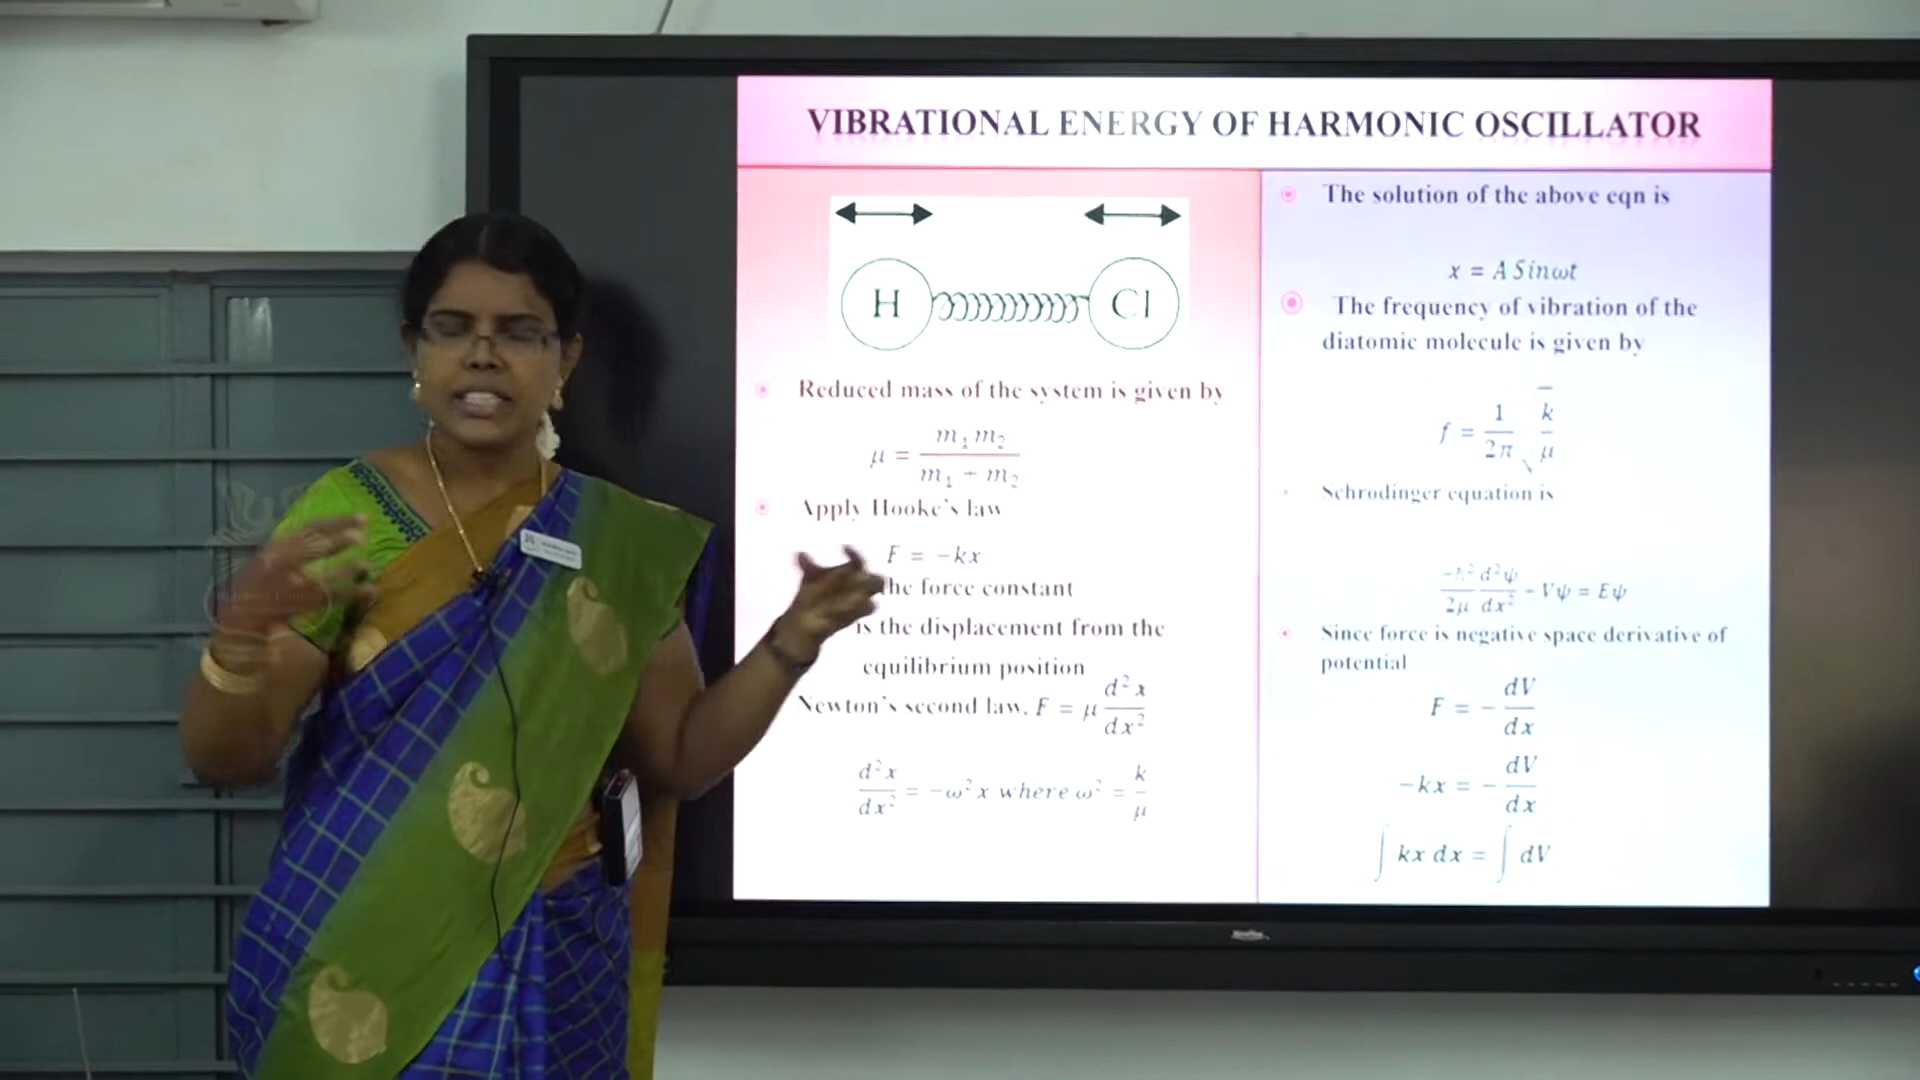 VIBRATIONAL ENERGY OF HARMONIC OSCILLATOR
H Cl
Reduced mass of the system is given by
μ = m₁ m₂ / m₁ + m₂
Apply Hooke's law
F = −kx
the force constant
is the displacement from the
equilibrium position
Newton's second law, F = μ d²x / dx²
d²x / dx² = −ω² x where ω² = k / μ
The solution of the above eqn is
x = A Sinωt
The frequency of vibration of the
diatomic molecule is given by
f = 1 / 2π √ k / μ
Schrodinger equation is
−ħ² / 2μ d²ψ / dx² + Vψ = Eψ
Since force is negative space derivative of
potential
F = − dV / dx
−kx = − dV / dx
∫ kx dx = ∫ dV